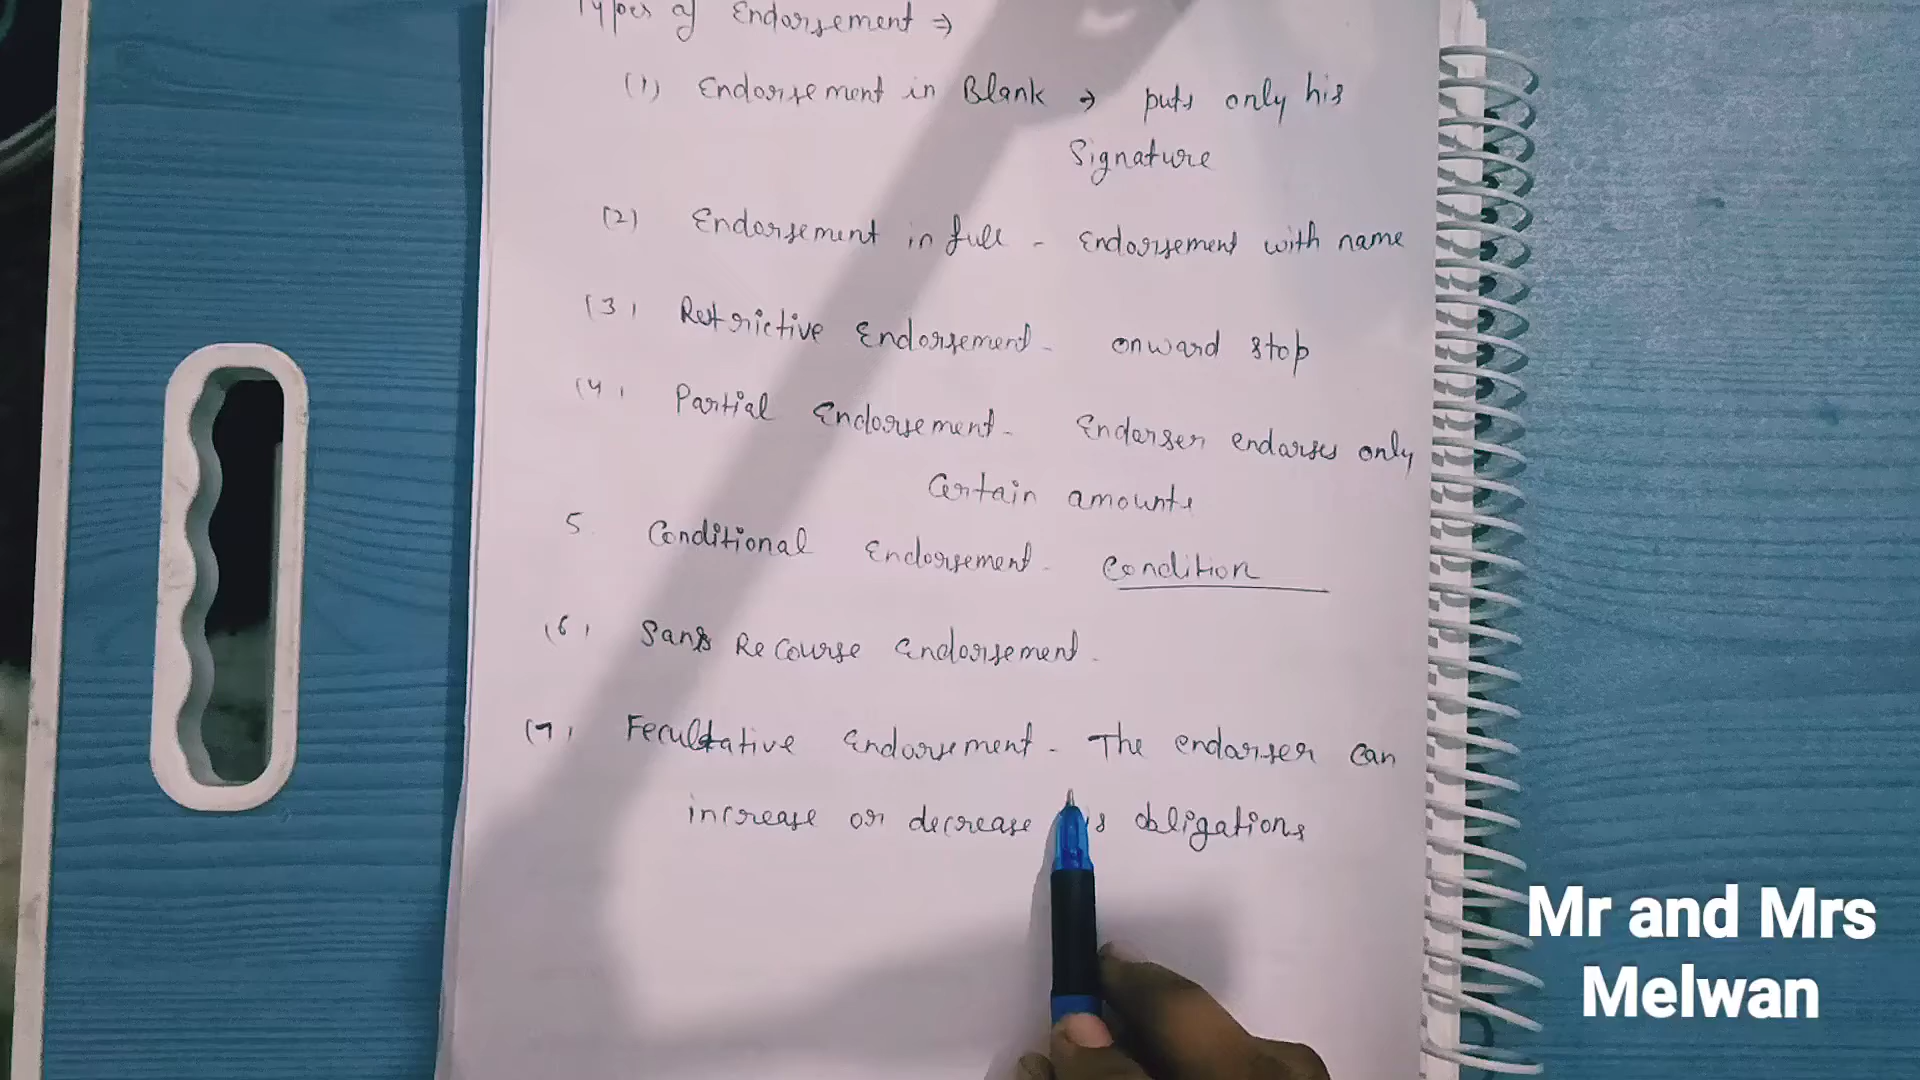 Types of Endorsement ⇒
(1) Endorsement in Blank → puts only his
Signature
(2) Endorsement in full - Endorsement with name
(3) Restrictive Endorsement - onward stop
(4) Partial Endorsement - Endorser endorses only
Certain amounts
5. Conditional Endorsement - Condition
(6) Sans Recourse Endorsement -
(7) Fecultative Endorsement - The endorser can
increase or decrease is obligations
Mr and Mrs
Melwan